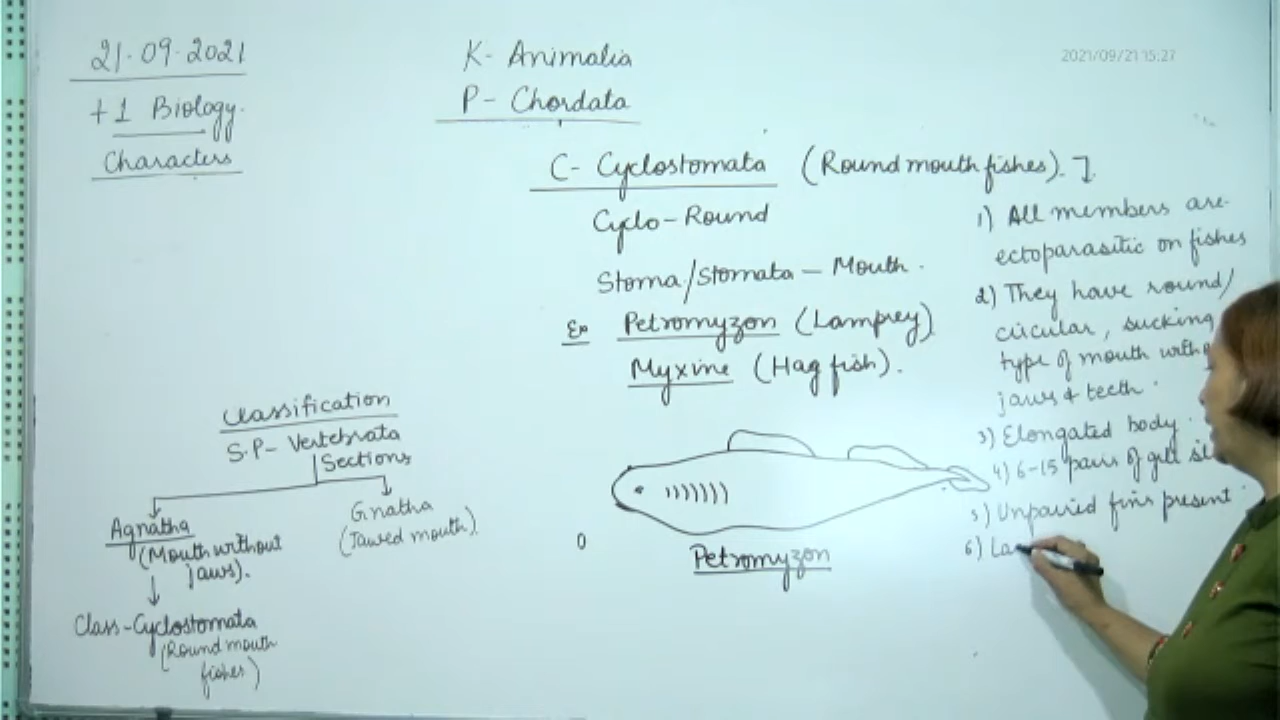 21.09.2021
+1 Biology.
Characters
K- Animalia
P- Chordata
2021/09/21 15:27
C- Cyclostomata (Round mouth fishes).
Cyclo-Round
Stoma/Stomata - Mouth.
Ex Petromyzon (Lamprey)
Myxine (Hag fish).
Petromyzon
1) All members are
ectoparasitic on fishes
2) They have round/
circular, sucking
type of mouth
jaws & teeth.
3) Elongated body.
4) 6-15 pairs of gill
5) Unpaired fins present.
6) La
Classification
S.P- Vertebrata
Sections
Agnatha
(Mouth without
jaws).
Gnatha
(Jawed mouth).
Class-Cyclostomata
(Round mouth
fishes)